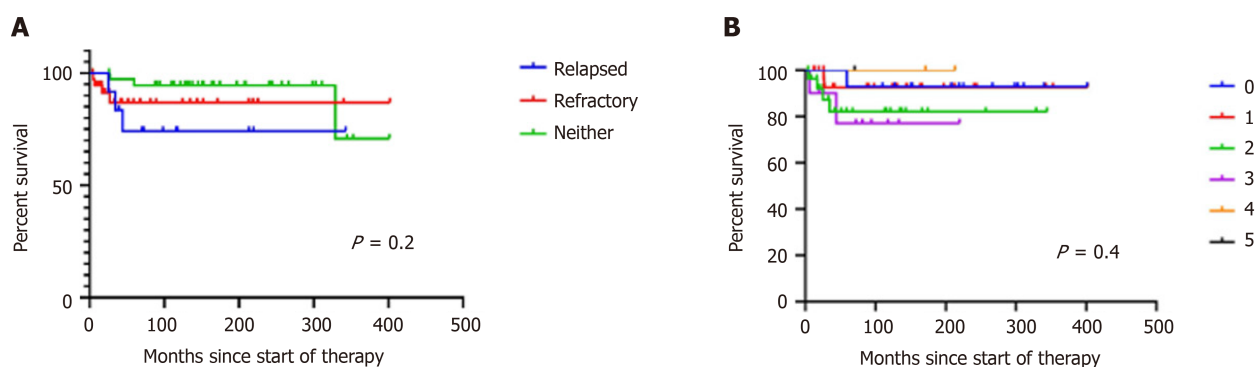 A
Percent survival
100
50
0
0 100 200 300 400 500
Months since start of therapy
P = 0.2
Relapsed
Refractory
Neither
B
Percent survival
100
80
60
40
20
0
0 100 200 300 400 500
Months since start of therapy
P = 0.4
0
1
2
3
4
5